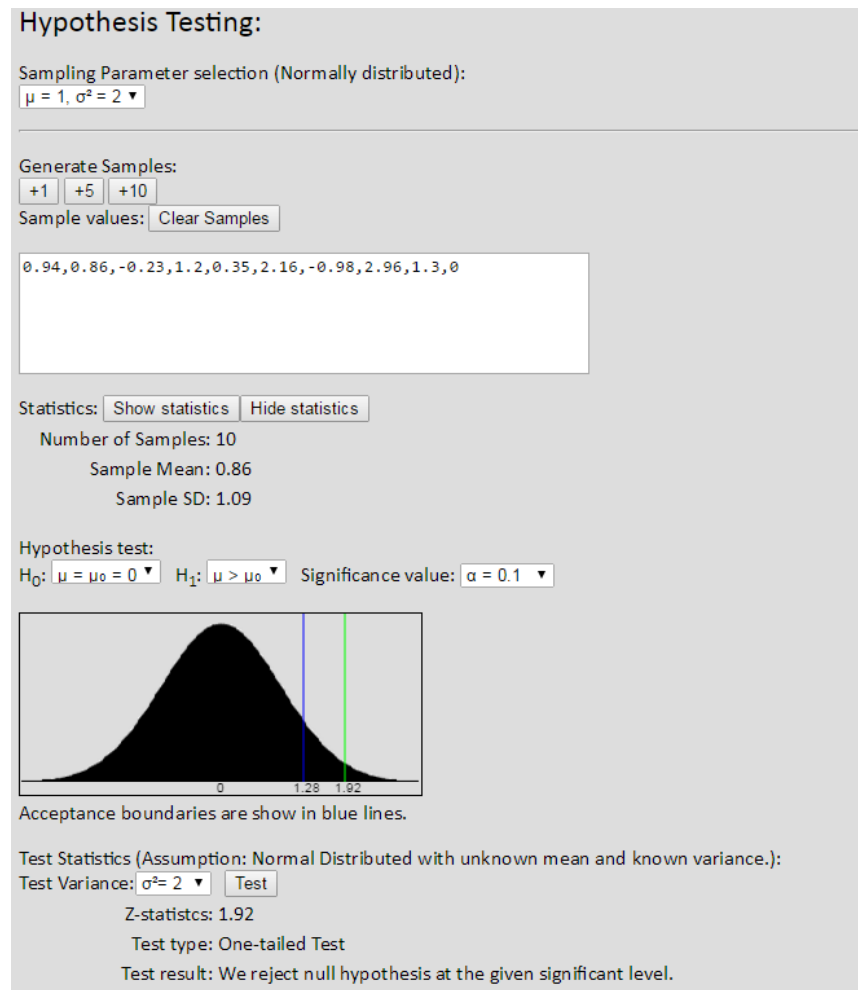 Hypothesis Testing:
Sampling Parameter selection (Normally distributed):
μ = 1, σ² = 2 ▼
Generate Samples:
+1 +5 +10
Sample values: Clear Samples
0.94,0.86,-0.23,1.2,0.35,2.16,-0.98,2.96,1.3,0
Statistics: Show statistics Hide statistics
Number of Samples: 10
Sample Mean: 0.86
Sample SD: 1.09
Hypothesis test:
H₀: μ = μ₀ = 0 ▼ H₁: μ > μ₀ ▼ Significance value: α = 0.1 ▼
0 1.28 1.92
Acceptance boundaries are show in blue lines.
Test Statistics (Assumption: Normal Distributed with unknown mean and known variance.):
Test Variance: σ²= 2 ▼ Test
Z-statistcs: 1.92
Test type: One-tailed Test
Test result: We reject null hypothesis at the given significant level.